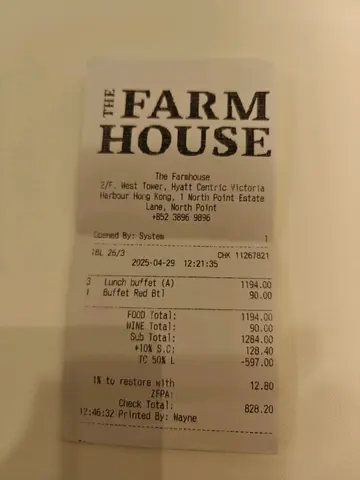 THE FARM
HOUSE
The Farmhouse
2/F. West Tower, Hyatt Centric Victoria
Harbour Hong Kong, 1 North Point Estate
Lane, North Point
+852 3896 9896
Opened By: System 1
TBL 26/3 CHK 11267821
2025-04-29 12:21:35
3 Lunch buffet (A) 1194.00
1 Buffet Red Btl 90.00
FOOD Total: 1194.00
WINE Total: 90.00
Sub Total: 1284.00
+10% S.C: 128.40
TC 50% L -597.00
1% to restore with 12.80
ZFPA:
Check Total: 828.20
12:46:32 Printed By: Wayne